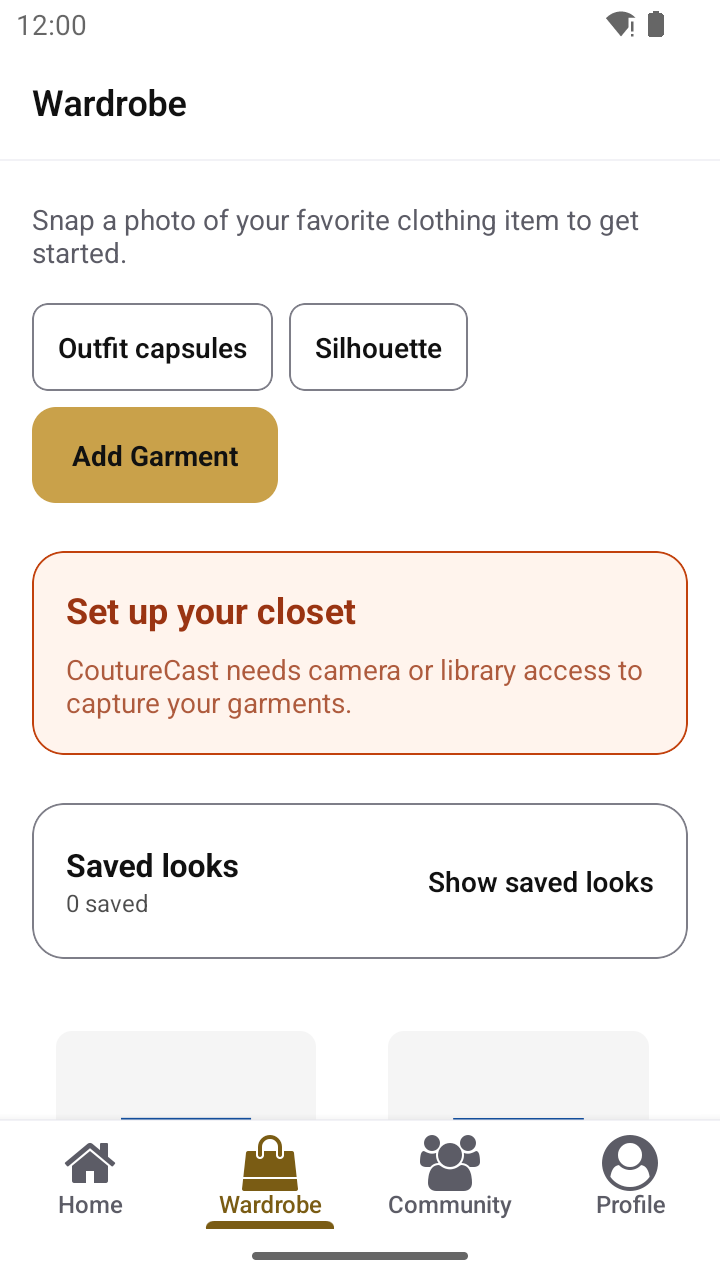 12:00
Wardrobe
Snap a photo of your favorite clothing item to get
started.
Outfit capsules
Silhouette
Add Garment
Set up your closet
CoutureCast needs camera or library access to
capture your garments.
Saved looks
0 saved
Show saved looks
Home
Wardrobe
Community
Profile